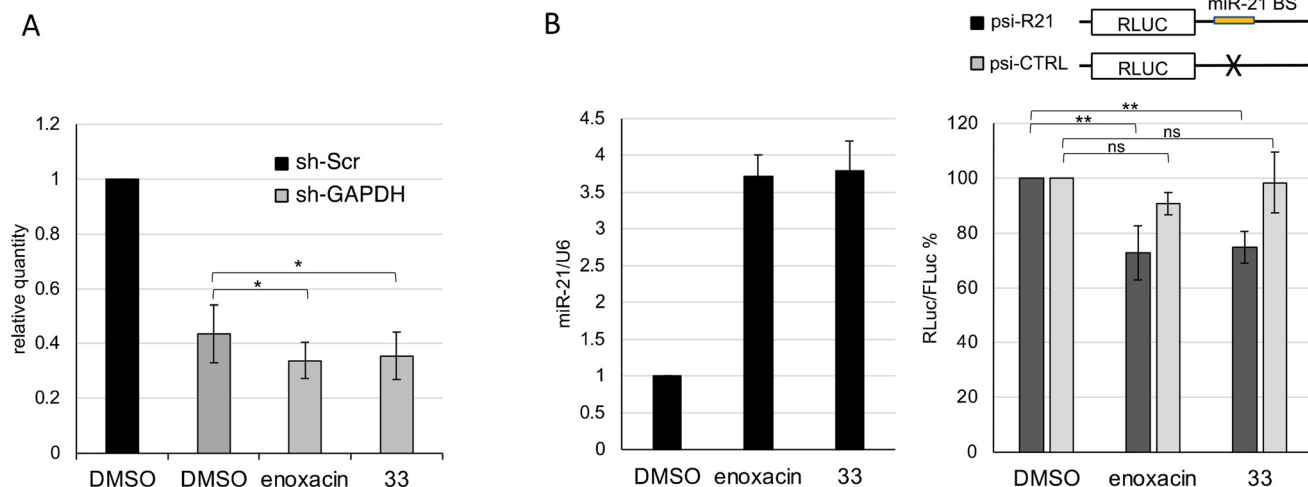 A
B
miR-21 BS
psi-R21
RLUC
psi-CTRL
RLUC
X
1.2
1
0.8
0.6
0.4
0.2
0
relative quantity
sh-Scr
sh-GAPDH
*
*
DMSO DMSO enoxacin 33
4.5
4
3.5
3
2.5
2
1.5
1
0.5
0
miR-21/U6
DMSO enoxacin 33
120
100
80
60
40
20
0
RLuc/FLuc %
**
**
ns
ns
DMSO enoxacin 33